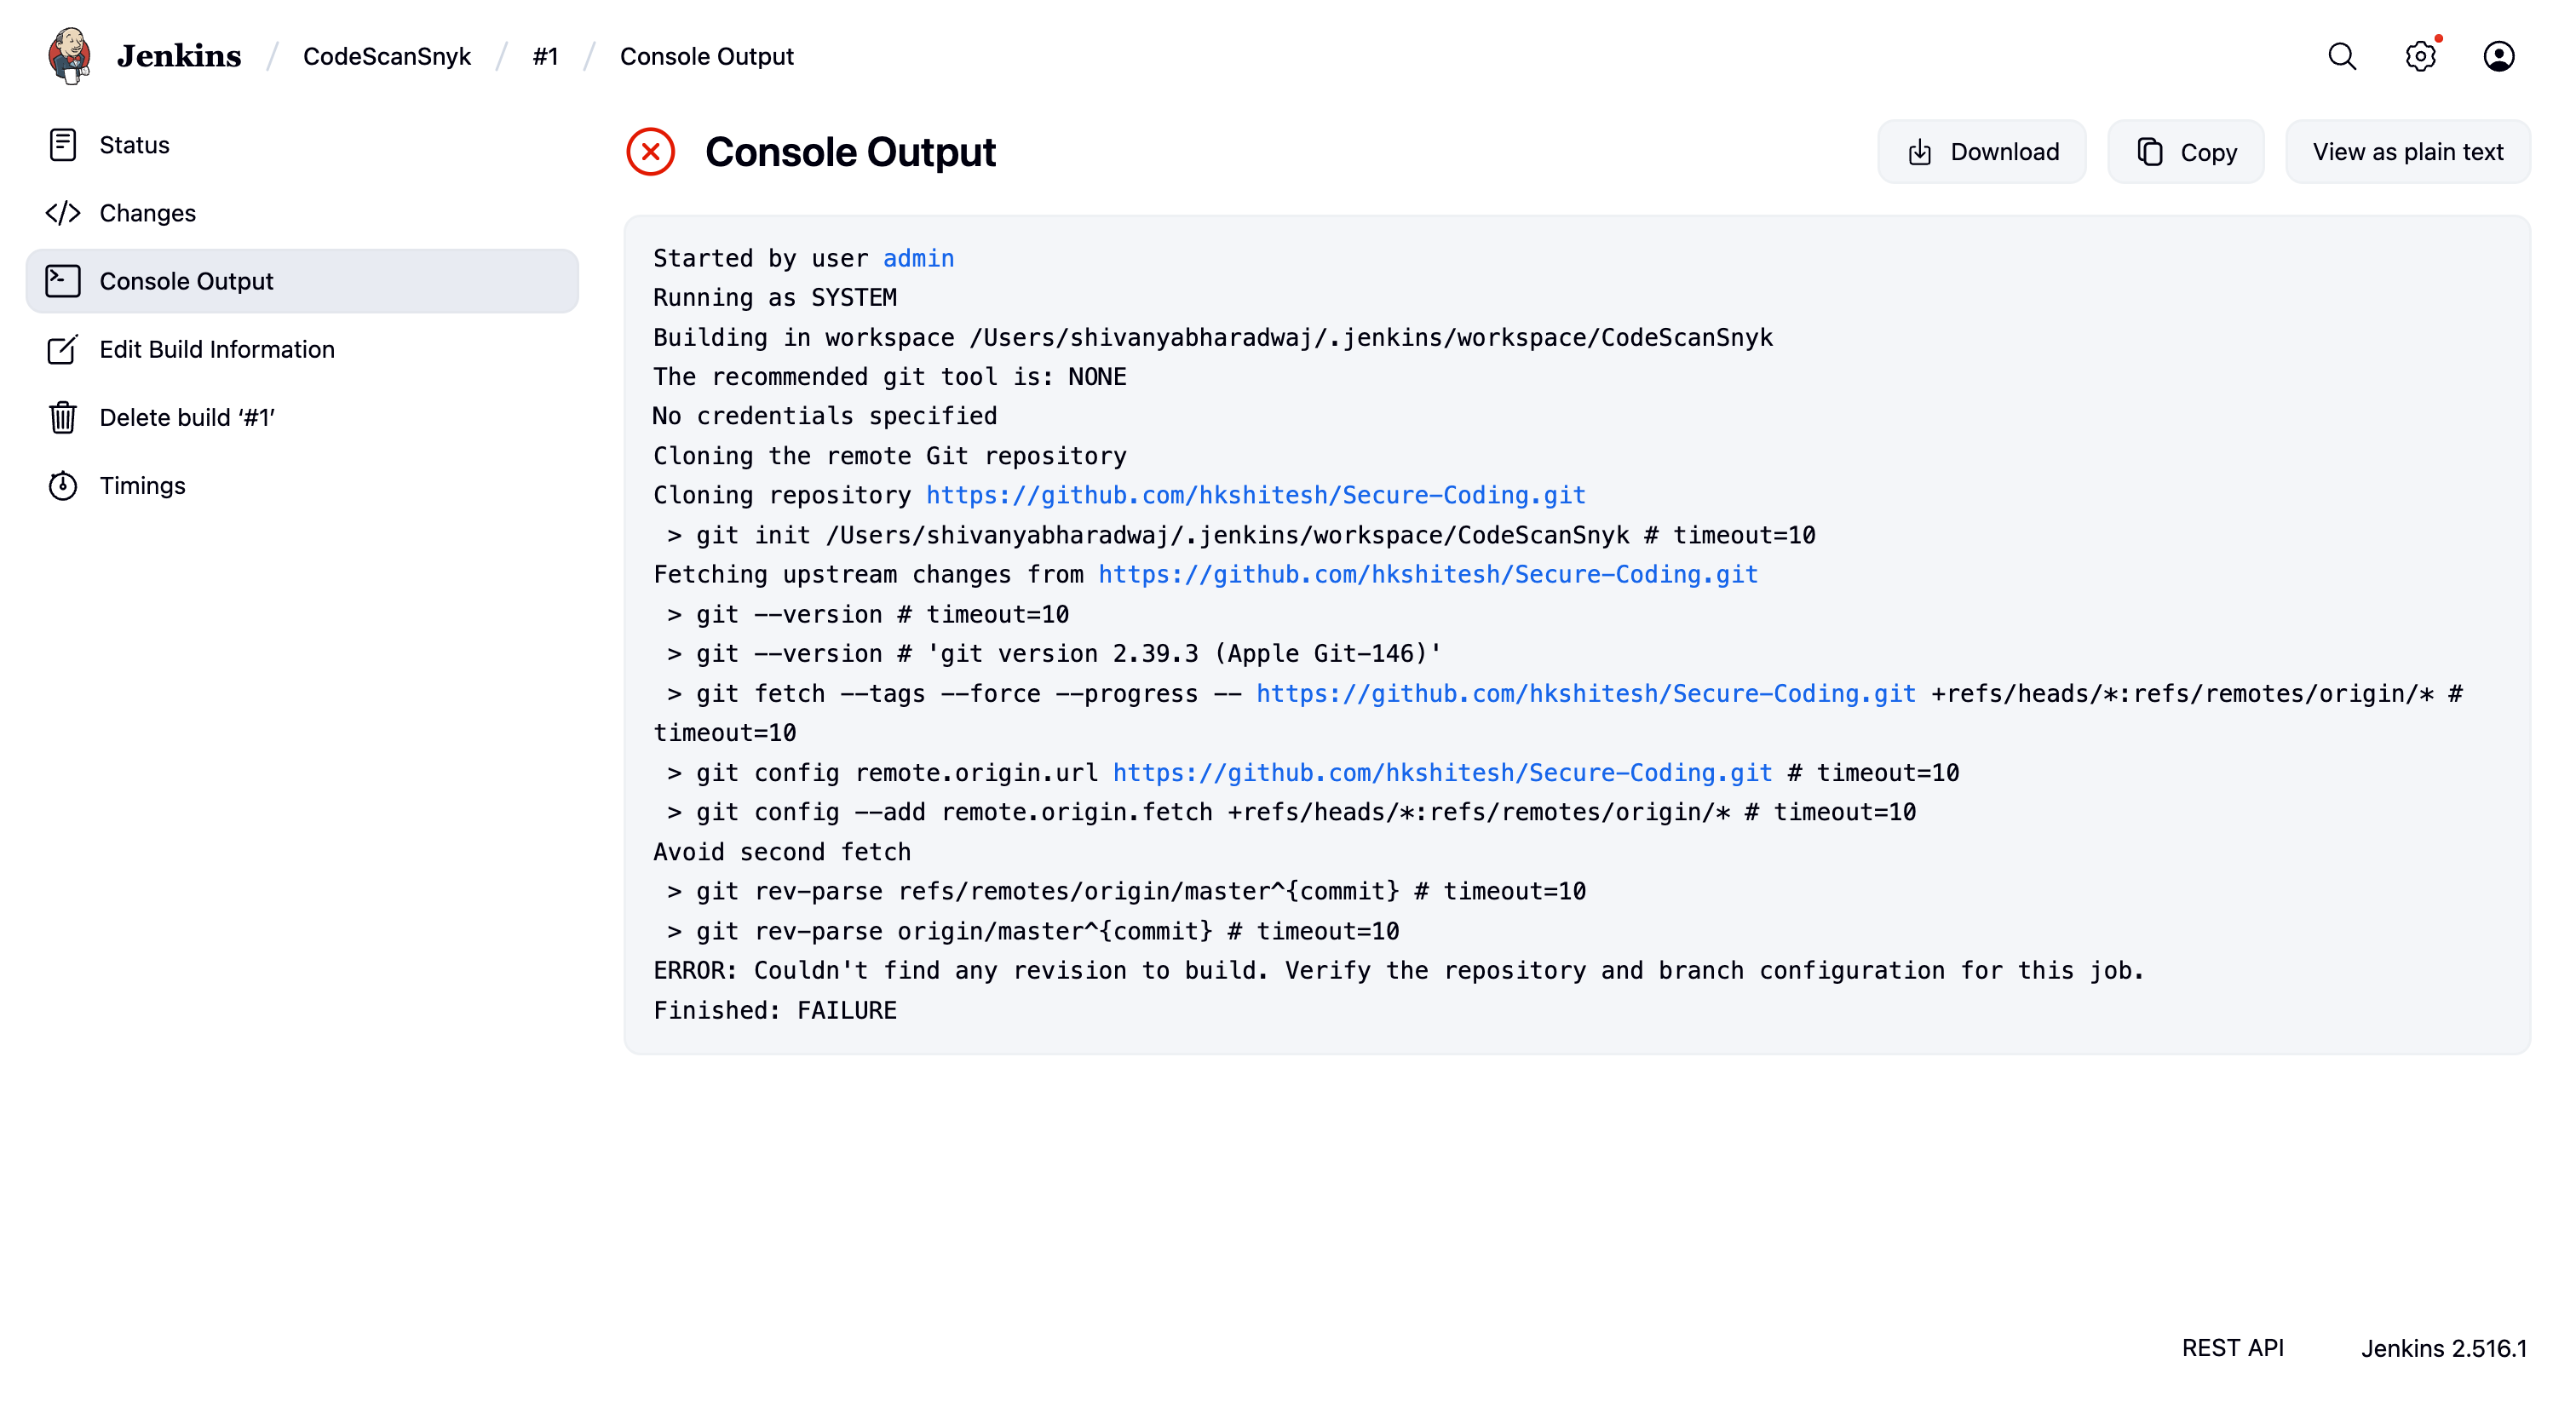 Jenkins / CodeScanSnyk / #1 / Console Output
Status
Changes
Console Output
Edit Build Information
Delete build ‘#1’
Timings
Console Output
Download
Copy
View as plain text
Started by user admin
Running as SYSTEM
Building in workspace /Users/shivanyabharadwaj/.jenkins/workspace/CodeScanSnyk
The recommended git tool is: NONE
No credentials specified
Cloning the remote Git repository
Cloning repository https://github.com/hkshitesh/Secure-Coding.git
 > git init /Users/shivanyabharadwaj/.jenkins/workspace/CodeScanSnyk # timeout=10
Fetching upstream changes from https://github.com/hkshitesh/Secure-Coding.git
 > git --version # timeout=10
 > git --version # 'git version 2.39.3 (Apple Git-146)'
 > git fetch --tags --force --progress -- https://github.com/hkshitesh/Secure-Coding.git +refs/heads/*:refs/remotes/origin/* #
timeout=10
 > git config remote.origin.url https://github.com/hkshitesh/Secure-Coding.git # timeout=10
 > git config --add remote.origin.fetch +refs/heads/*:refs/remotes/origin/* # timeout=10
Avoid second fetch
 > git rev-parse refs/remotes/origin/master^{commit} # timeout=10
 > git rev-parse origin/master^{commit} # timeout=10
ERROR: Couldn't find any revision to build. Verify the repository and branch configuration for this job.
Finished: FAILURE
REST API
Jenkins 2.516.1